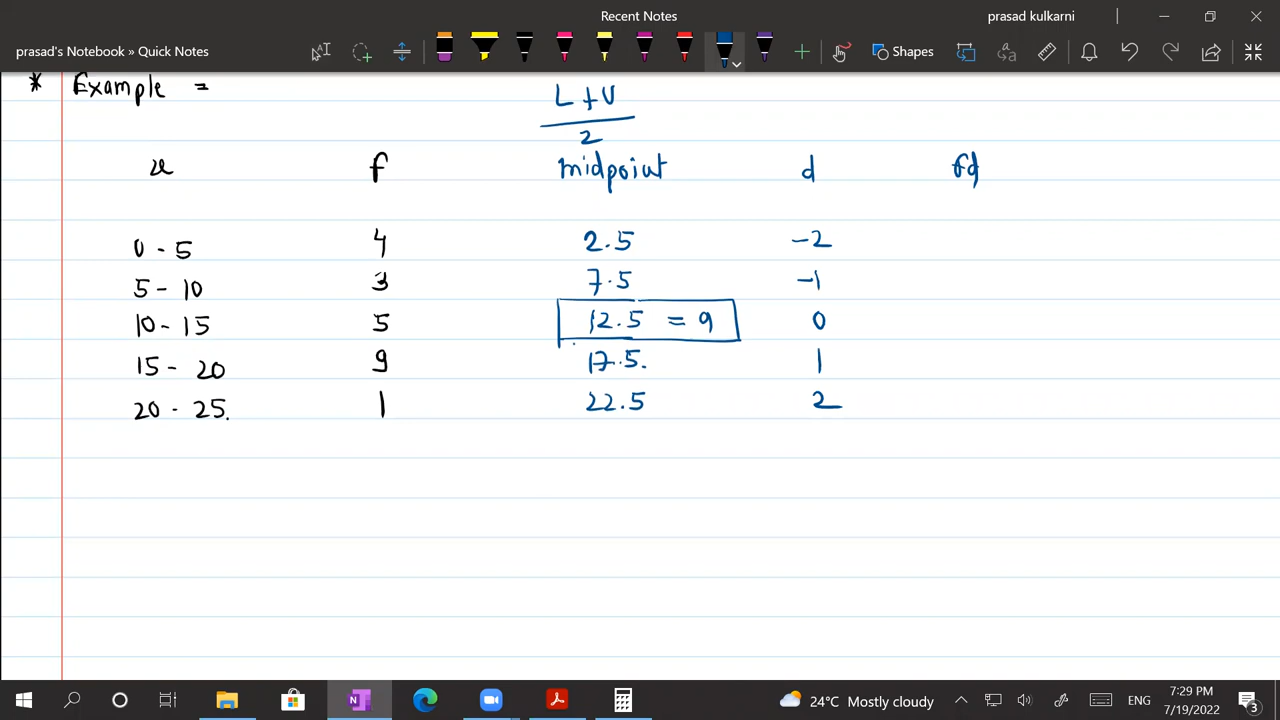 Recent Notes
prasad kulkarni
prasad's Notebook » Quick Notes
Shapes
* Example =
L + U
2
x f midpoint d fd
0 - 5 4 2.5 -2
5 - 10 3 7.5 -1
10 - 15 5 12.5 = a 0
15 - 20 9 17.5. 1
20 - 25. 1 22.5 2
24°C Mostly cloudy
ENG
7:29 PM
7/19/2022
3